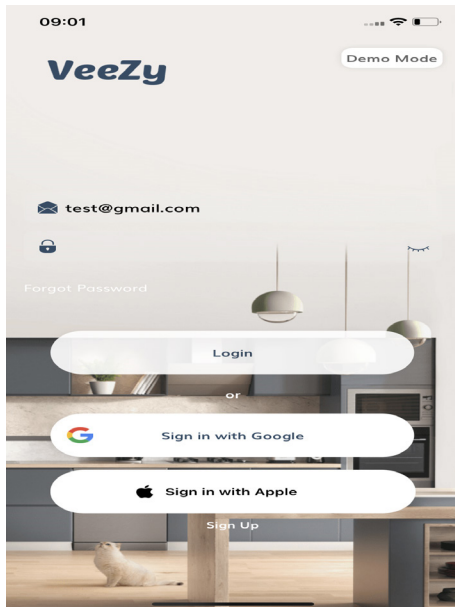 09:01
VeeZy
Demo Mode
test@gmail.com
Forgot Password
Login
or
Sign in with Google
Sign in with Apple
Sign Up